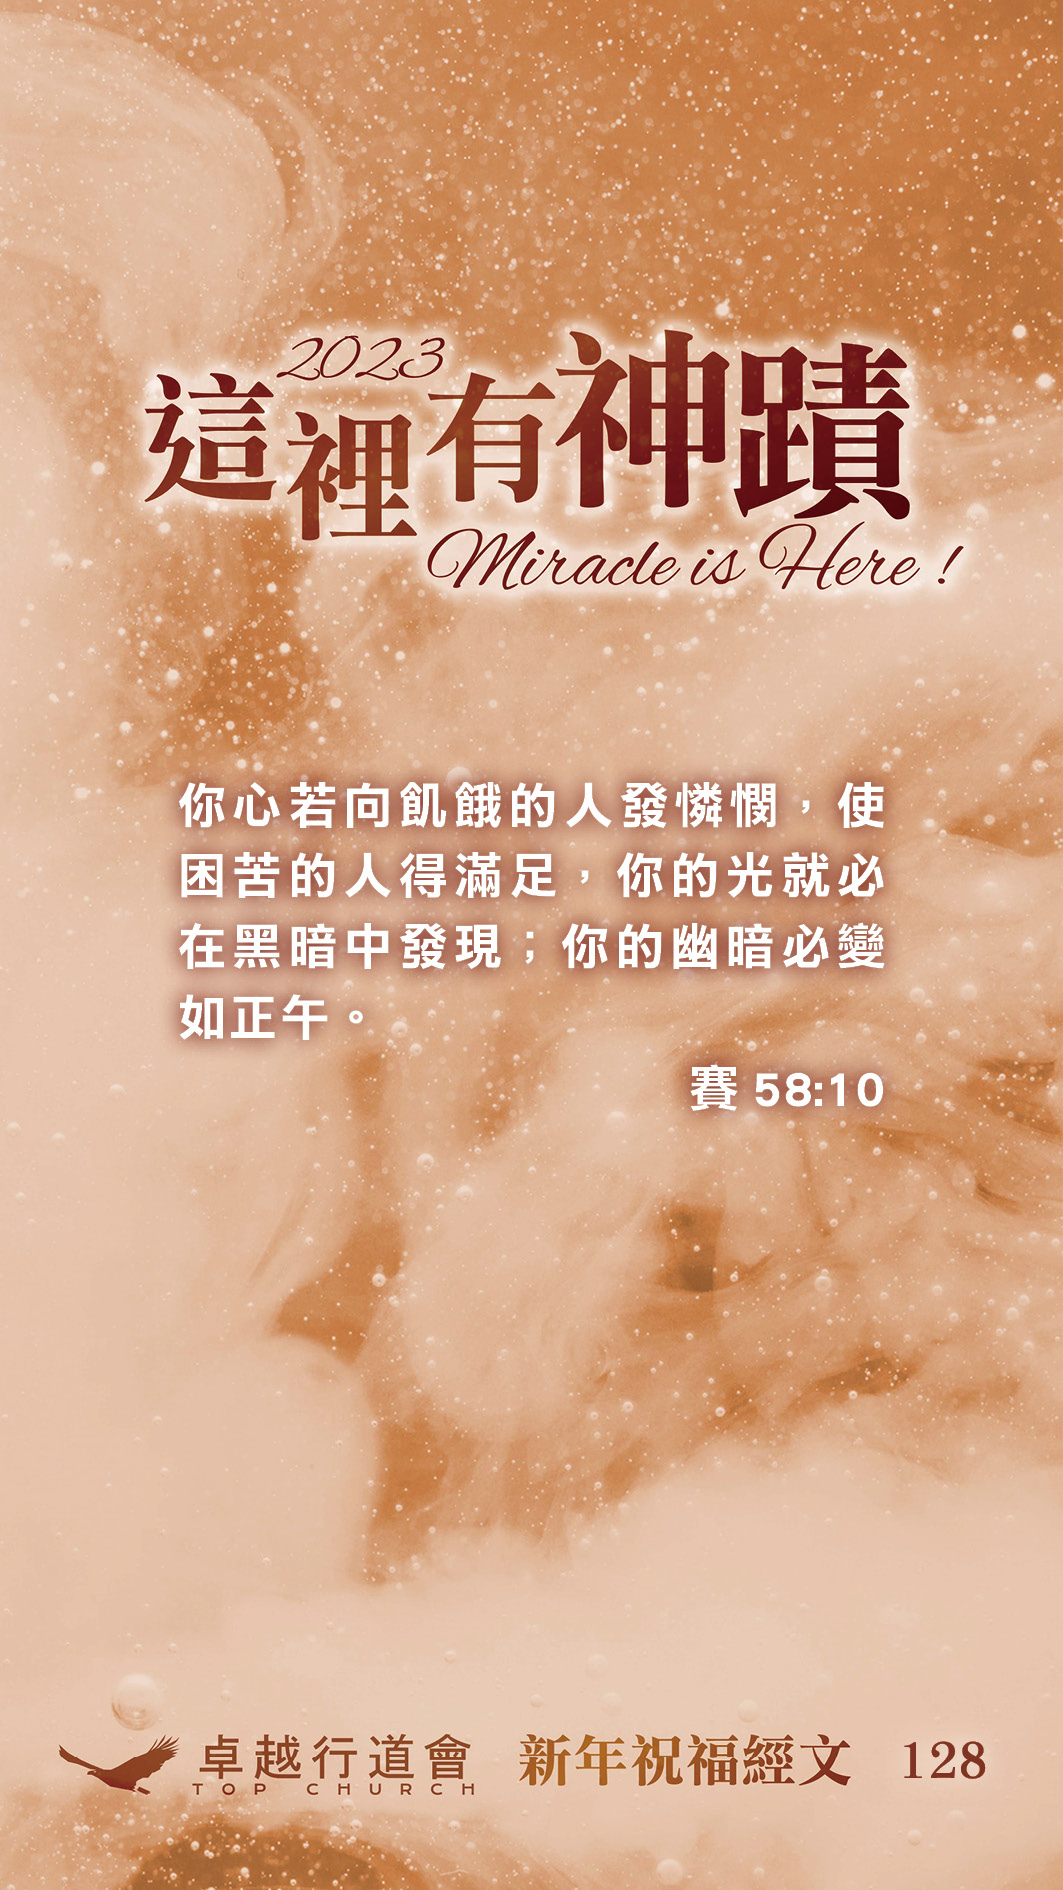 2023
這裡有神蹟
Miracle is Here !
你心若向飢餓的人發憐憫，使
困苦的人得滿足，你的光就必
在黑暗中發現；你的幽暗必變
如正午。
賽 58:10
卓越行道會
TOP CHURCH
新年祝福經文 128